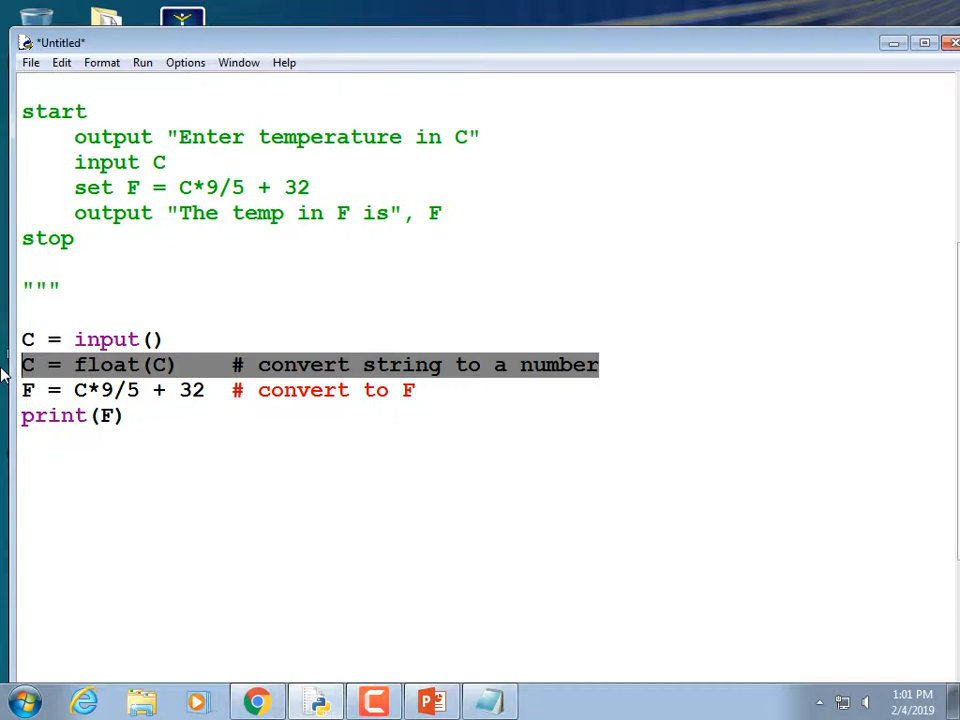 *Untitled*
File Edit Format Run Options Window Help
start
output "Enter temperature in C"
input C
set F = C*9/5 + 32
output "The temp in F is", F
stop
"""
C = input()
C = float(C) # convert string to a number
F = C*9/5 + 32 # convert to F
print(F)
1:01 PM
2/4/2019